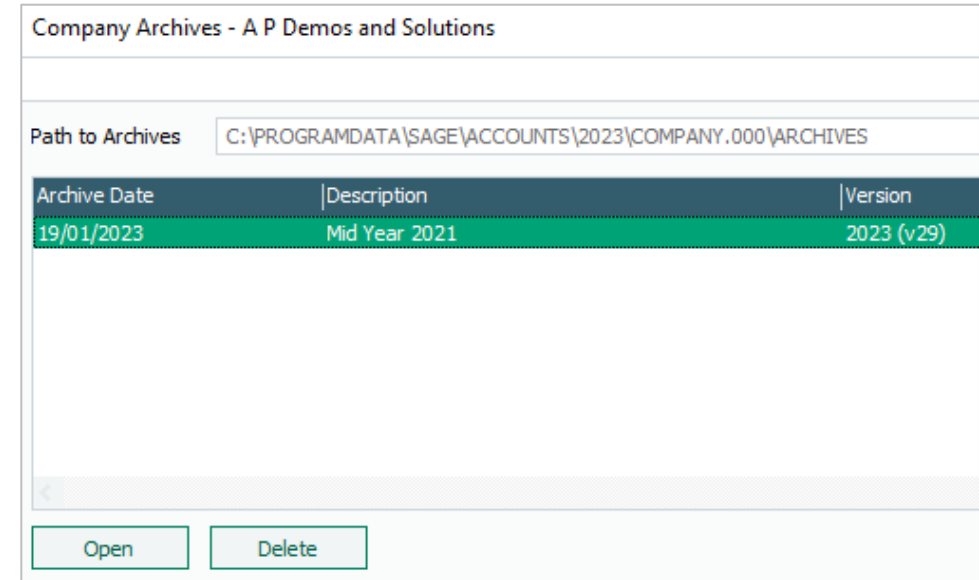 Company Archives - A P Demos and Solutions
Path to Archives C:\PROGRAMDATA\SAGE\ACCOUNTS\2023\COMPANY.000\ARCHIVES
Archive Date Description Version
19/01/2023 Mid Year 2021 2023 (v29)
Open Delete